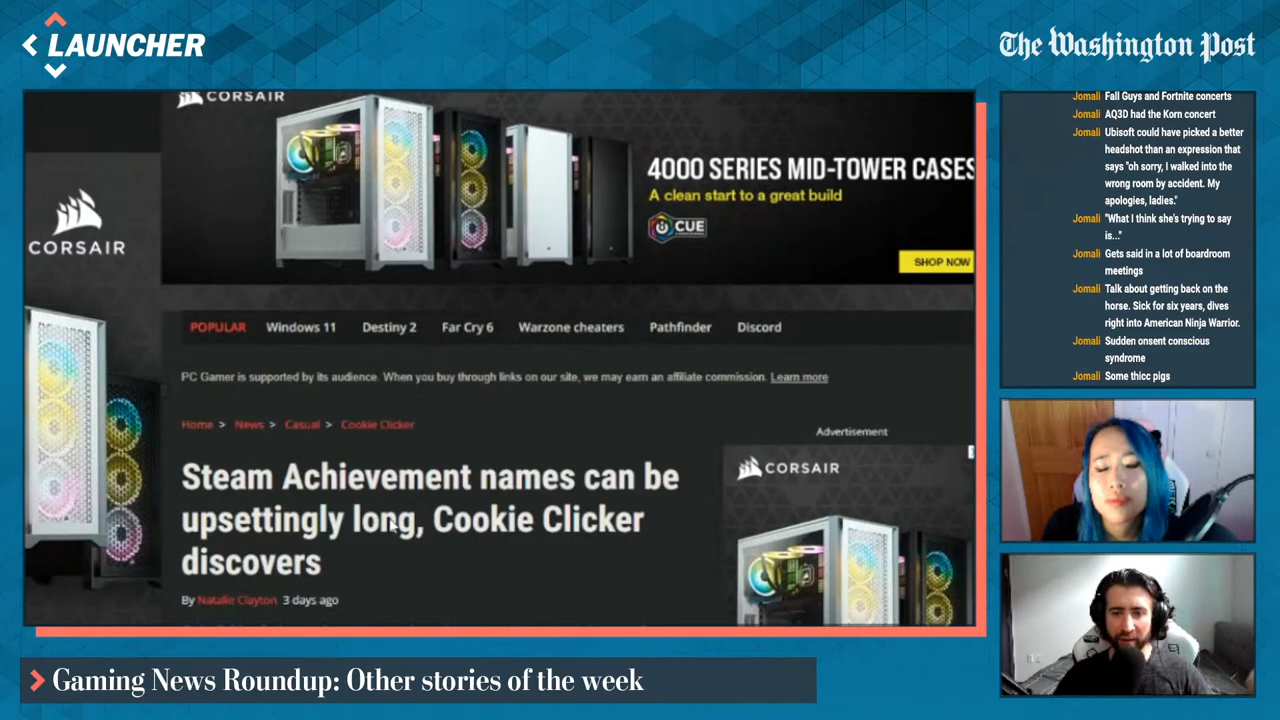 LAUNCHER
The Washington Post
CORSAIR
4000 SERIES MID-TOWER CASES
A clean start to a great build
CUE
SHOP NOW
CORSAIR
POPULAR Windows 11 Destiny 2 Far Cry 6 Warzone cheaters Pathfinder Discord
PC Gamer is supported by its audience. When you buy through links on our site, we may earn an affiliate commission. Learn more
Home > News > Casual > Cookie Clicker
Advertisement
CORSAIR
Steam Achievement names can be
upsettingly long, Cookie Clicker
discovers
By Natalie Clayton 3 days ago
Jomali Fall Guys and Fortnite concerts
Jomali AQ3D had the Korn concert
Jomali Ubisoft could have picked a better
headshot than an expression that
says "oh sorry, I walked into the
wrong room by accident. My
apologies, ladies."
Jomali "What I think she's trying to say
is..."
Jomali Gets said in a lot of boardroom
meetings
Jomali Talk about getting back on the
horse. Sick for six years, dives
right into American Ninja Warrior.
Jomali Sudden onsent conscious
syndrome
Jomali Some thicc pigs
Gaming News Roundup: Other stories of the week